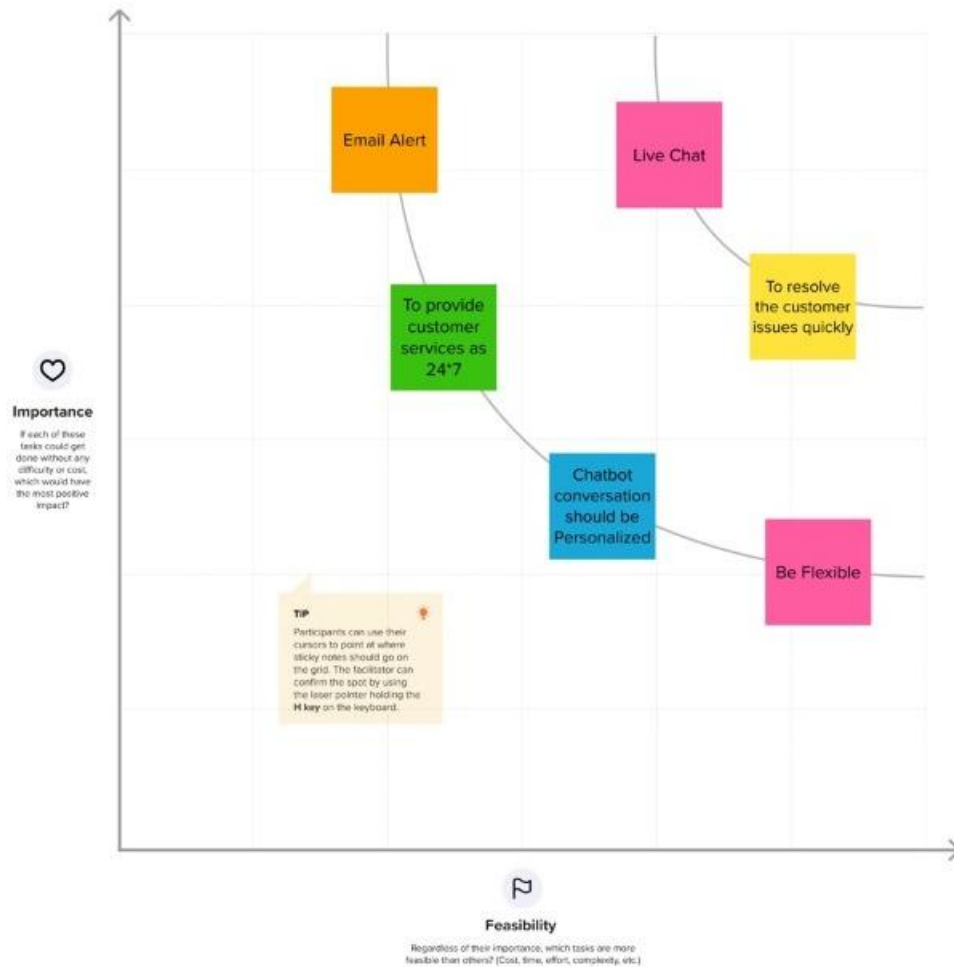 Email Alert
Live Chat
To provide
customer
services as
24*7
To resolve
the customer
issues quickly
Importance
If each of these
tasks could get
done without any
difficulty or cost,
which would have
the most positive
impact?
Chatbot
conversation
should be
Personalized
Be Flexible
TIP
Participants can use their
cursors to point at where
sticky notes should go on
the grid. The facilitator can
confirm the spot by using
the laser pointer holding the
H key on the keyboard.
Feasibility
Regardless of their importance, which tasks are more
feasible than others? (Cost, time, effort, complexity, etc.)